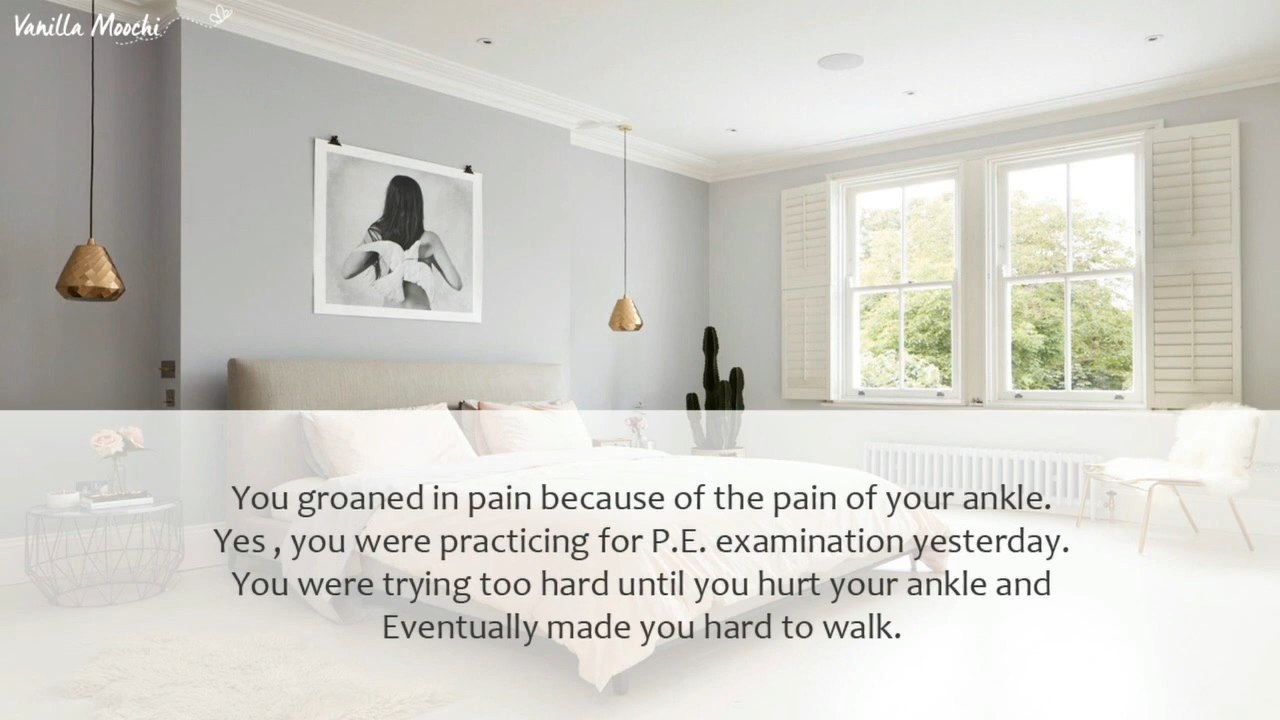 Vanilla Moochi
You groaned in pain because of the pain of your ankle.
Yes , you were practicing for P.E. examination yesterday.
You were trying too hard until you hurt your ankle and
Eventually made you hard to walk.